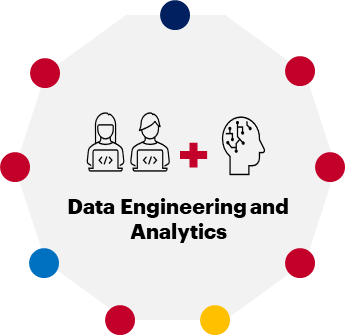 </> </>
Data Engineering and
Analytics